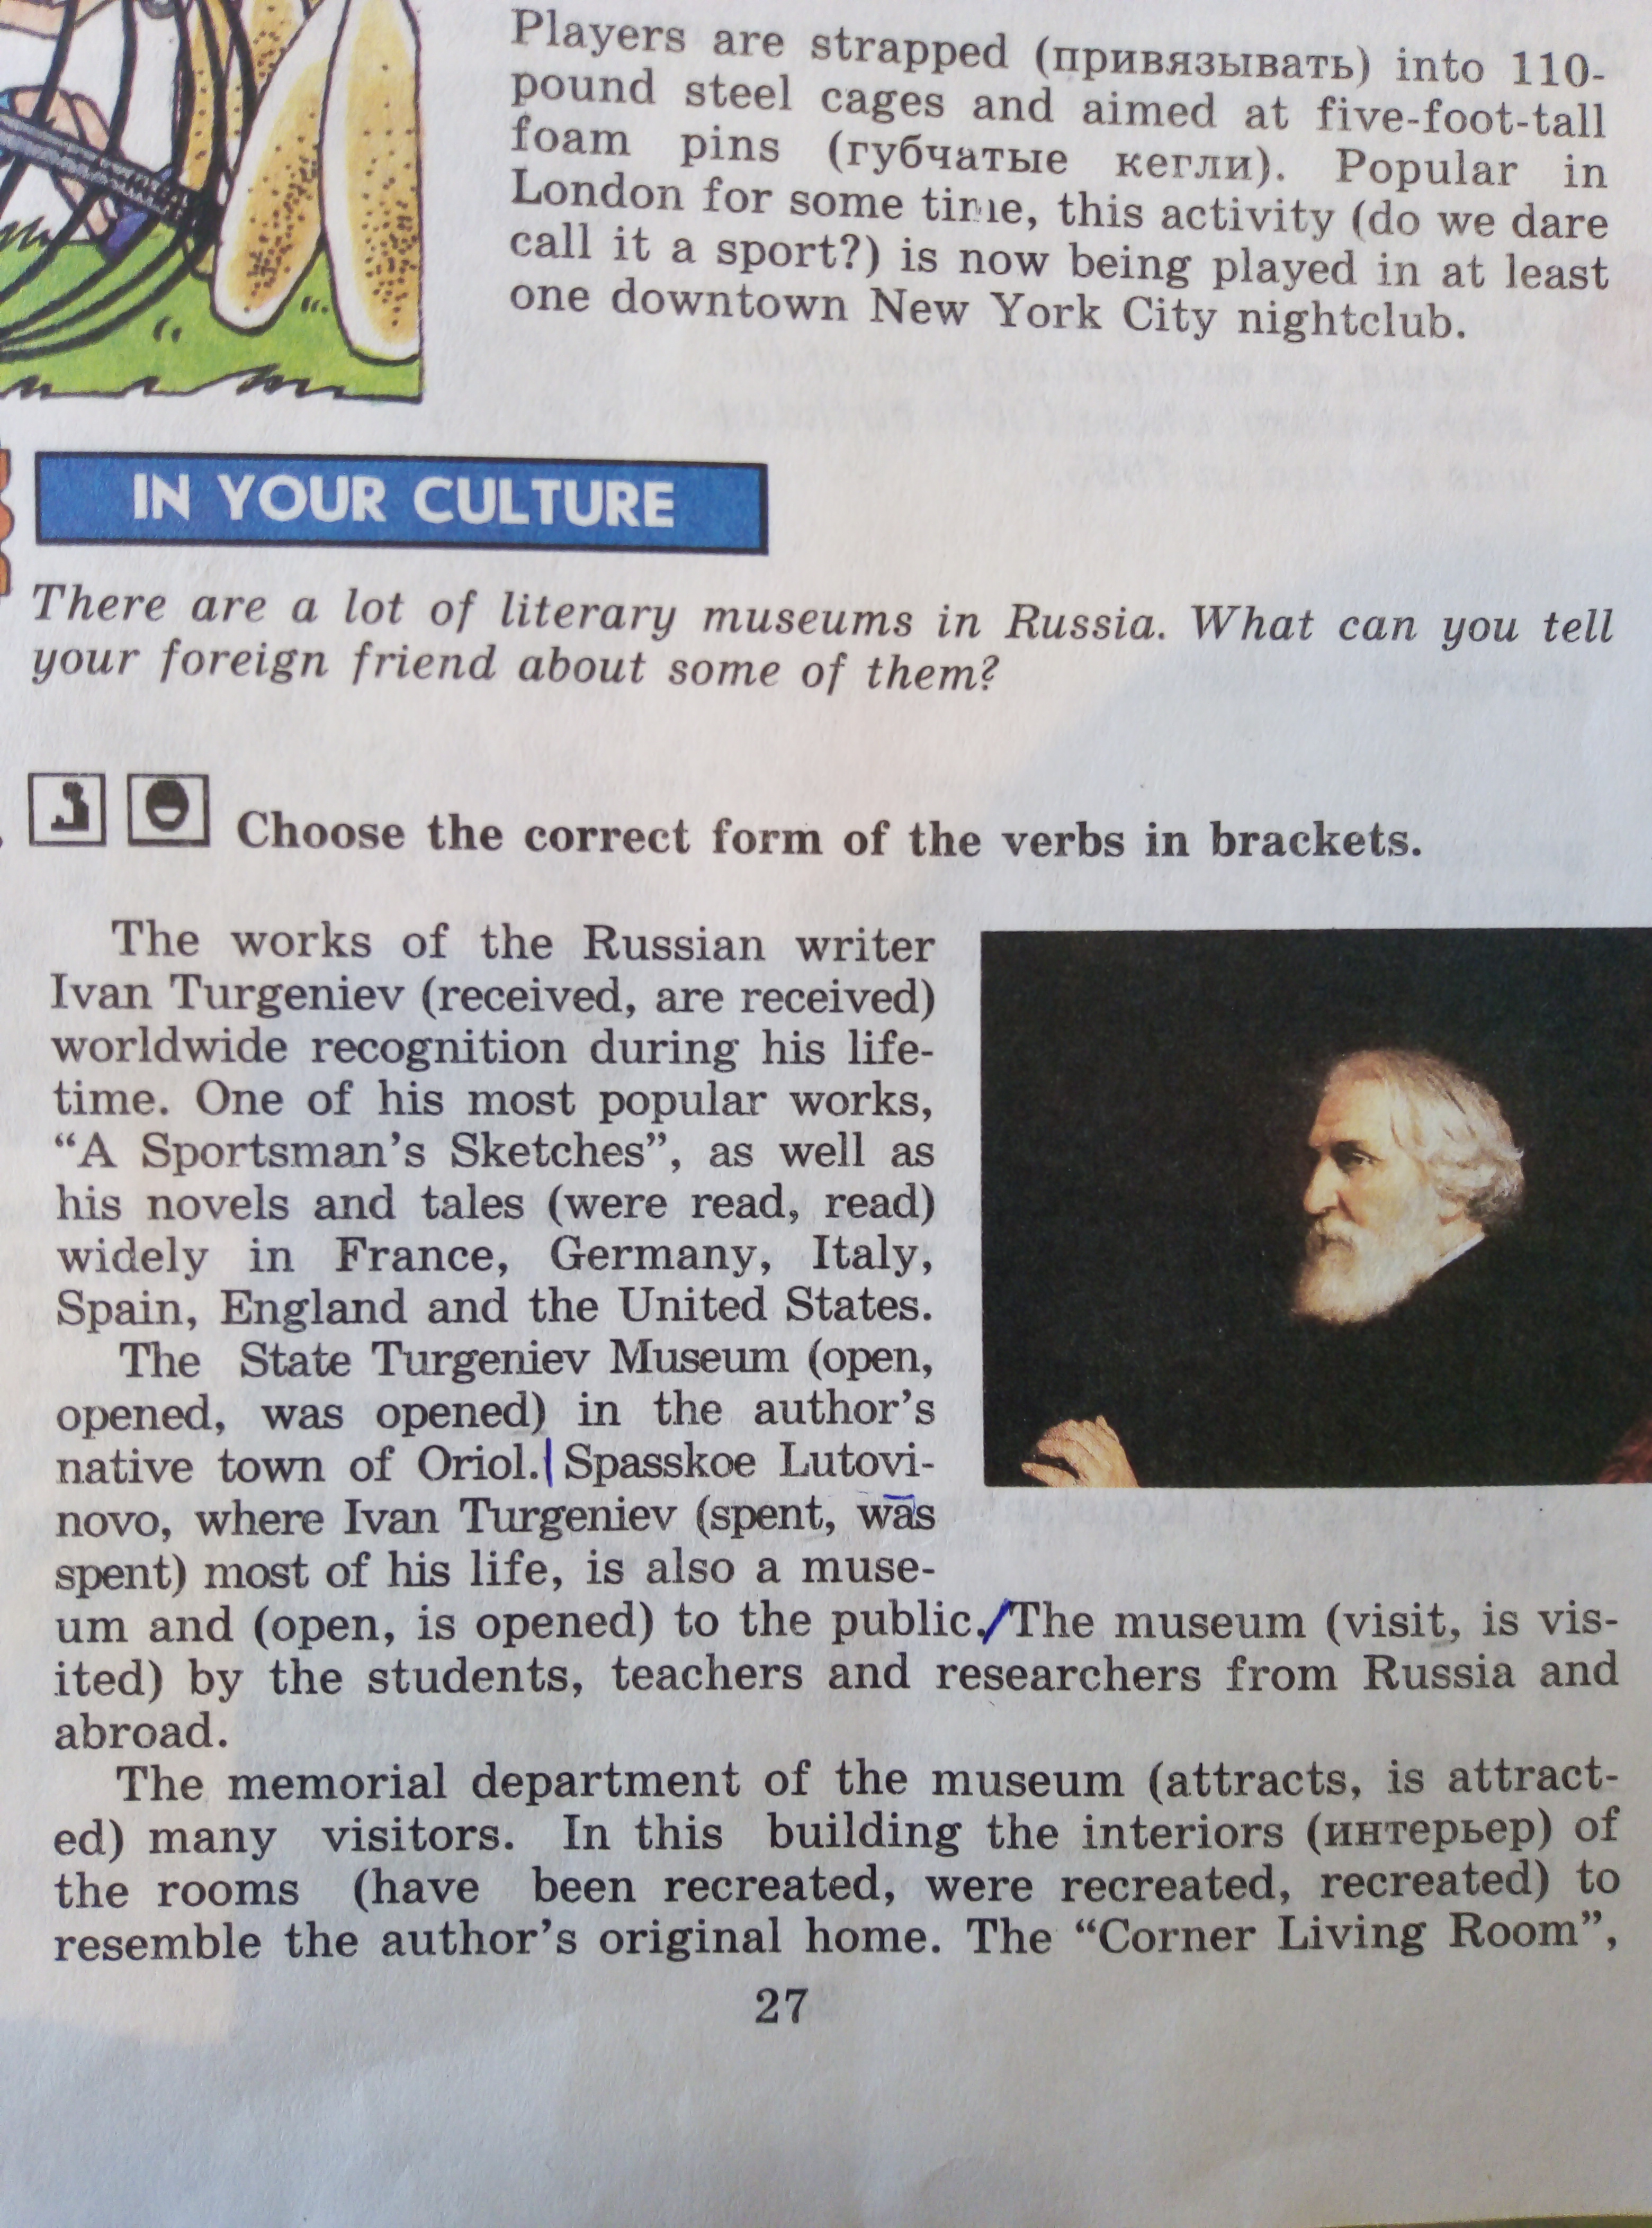 Players are strapped (привязывать) into 110-
pound steel cages and aimed at five-foot-tall
foam pins (губчатые кегли). Popular in
London for some time, this activity (do we dare
call it a sport?) is now being played in at least
one downtown New York City nightclub.
IN YOUR CULTURE
There are a lot of literary museums in Russia. What can you tell
your foreign friend about some of them?
Choose the correct form of the verbs in brackets.
The works of the Russian writer
Ivan Turgeniev (received, are received)
worldwide recognition during his life-
time. One of his most popular works,
“A Sportsman’s Sketches”, as well as
his novels and tales (were read, read)
widely in France, Germany, Italy,
Spain, England and the United States.
The State Turgeniev Museum (open,
opened, was opened) in the author’s
native town of Oriol. Spasskoe Lutovi-
novo, where Ivan Turgeniev (spent, was
spent) most of his life, is also a muse-
um and (open, is opened) to the public. The museum (visit, is vis-
ited) by the students, teachers and researchers from Russia and
abroad.
The memorial department of the museum (attracts, is attract-
ed) many visitors. In this building the interiors (интерьер) of
the rooms (have been recreated, were recreated, recreated) to
resemble the author’s original home. The “Corner Living Room”,
27